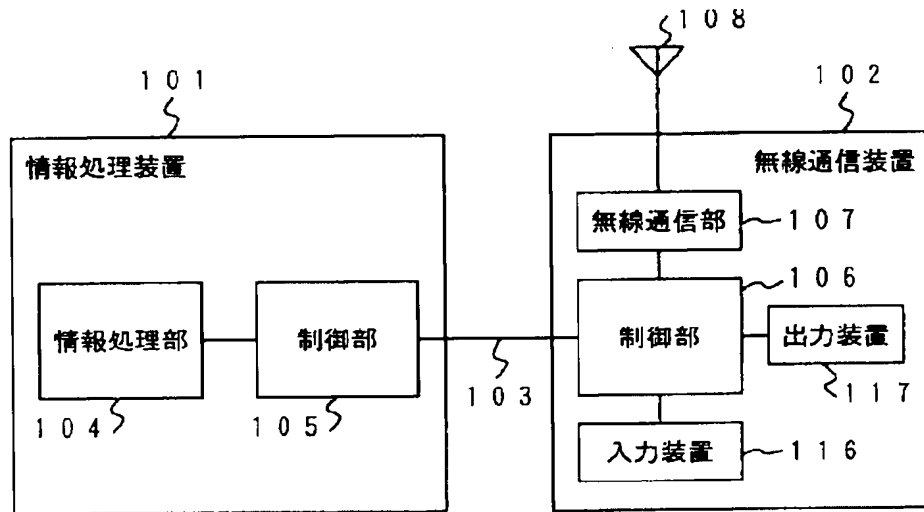 １０８
１０１
１０２
情報処理装置
無線通信装置
無線通信部
１０７
１０６
情報処理部
制御部
制御部
出力装置
１０３
１０４
１０５
１１７
入力装置
１１６